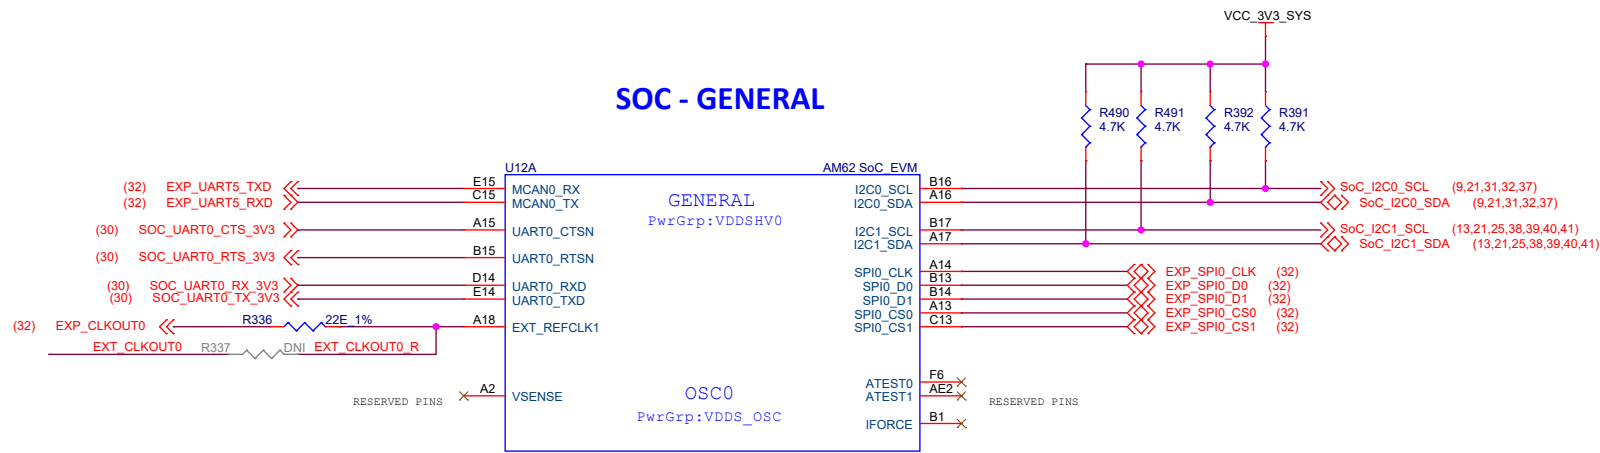 VCC_3V3_SYS
SOC - GENERAL
R490 4.7K
R491 4.7K
R392 4.7K
R391 4.7K
U12A AM62 SoC_EVM
GENERAL
PwrGrp:VDDSHV0
(32) EXP_UART5_TXD E15 MCAN0_RX
(32) EXP_UART5_RXD C15 MCAN0_TX
(30) SOC_UART0_CTS_3V3 A15 UART0_CTSN
(30) SOC_UART0_RTS_3V3 B15 UART0_RTSN
(30) SOC_UART0_RX_3V3 D14 UART0_RXD
(30) SOC_UART0_TX_3V3 E14 UART0_TXD
(32) EXP_CLKOUT0 R336 22E_1% A18 EXT_REFCLK1
EXT_CLKOUT0 R337 DNI EXT_CLKOUT0_R
RESERVED PINS A2 VSENSE
I2C0_SCL B16 SoC_I2C0_SCL (9,21,31,32,37)
I2C0_SDA A16 SoC_I2C0_SDA (9,21,31,32,37)
I2C1_SCL B17 SoC_I2C1_SCL (13,21,25,38,39,40,41)
I2C1_SDA A17 SoC_I2C1_SDA (13,21,25,38,39,40,41)
SPI0_CLK A14 EXP_SPI0_CLK (32)
SPI0_D0 B13 EXP_SPI0_D0 (32)
SPI0_D1 B14 EXP_SPI0_D1 (32)
SPI0_CS0 A13 EXP_SPI0_CS0 (32)
SPI0_CS1 C13 EXP_SPI0_CS1 (32)
OSC0
PwrGrp:VDDS_OSC
ATEST0 F6
ATEST1 AE2 RESERVED PINS
IFORCE B1